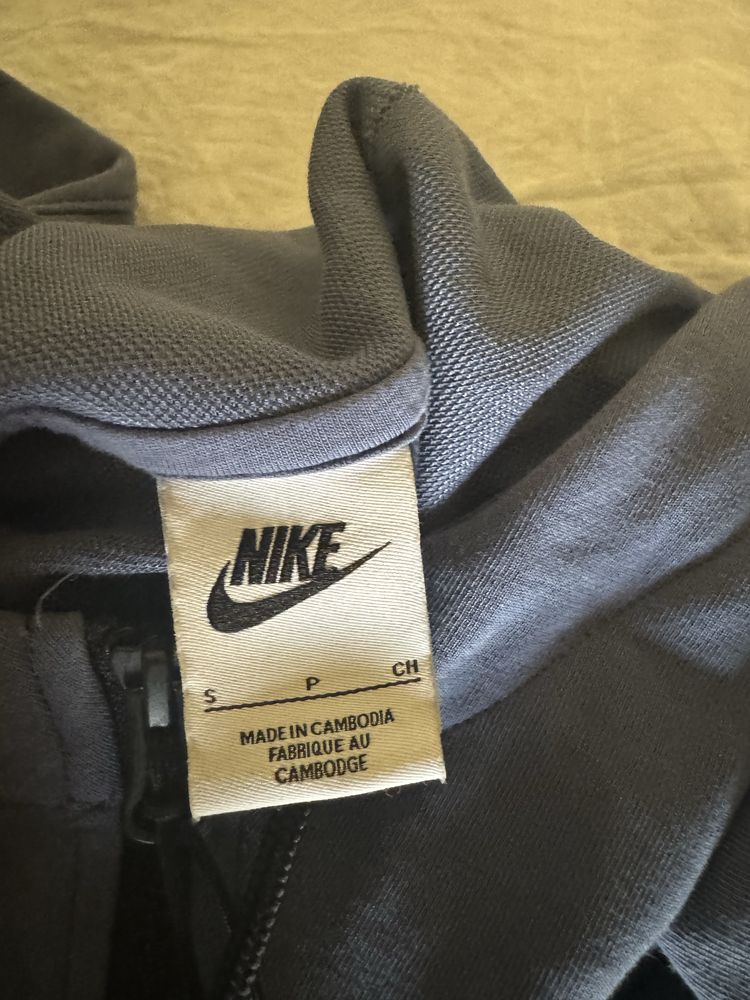 NIKE
S P CH
MADE IN CAMBODIA
FABRIQUE AU
CAMBODGE